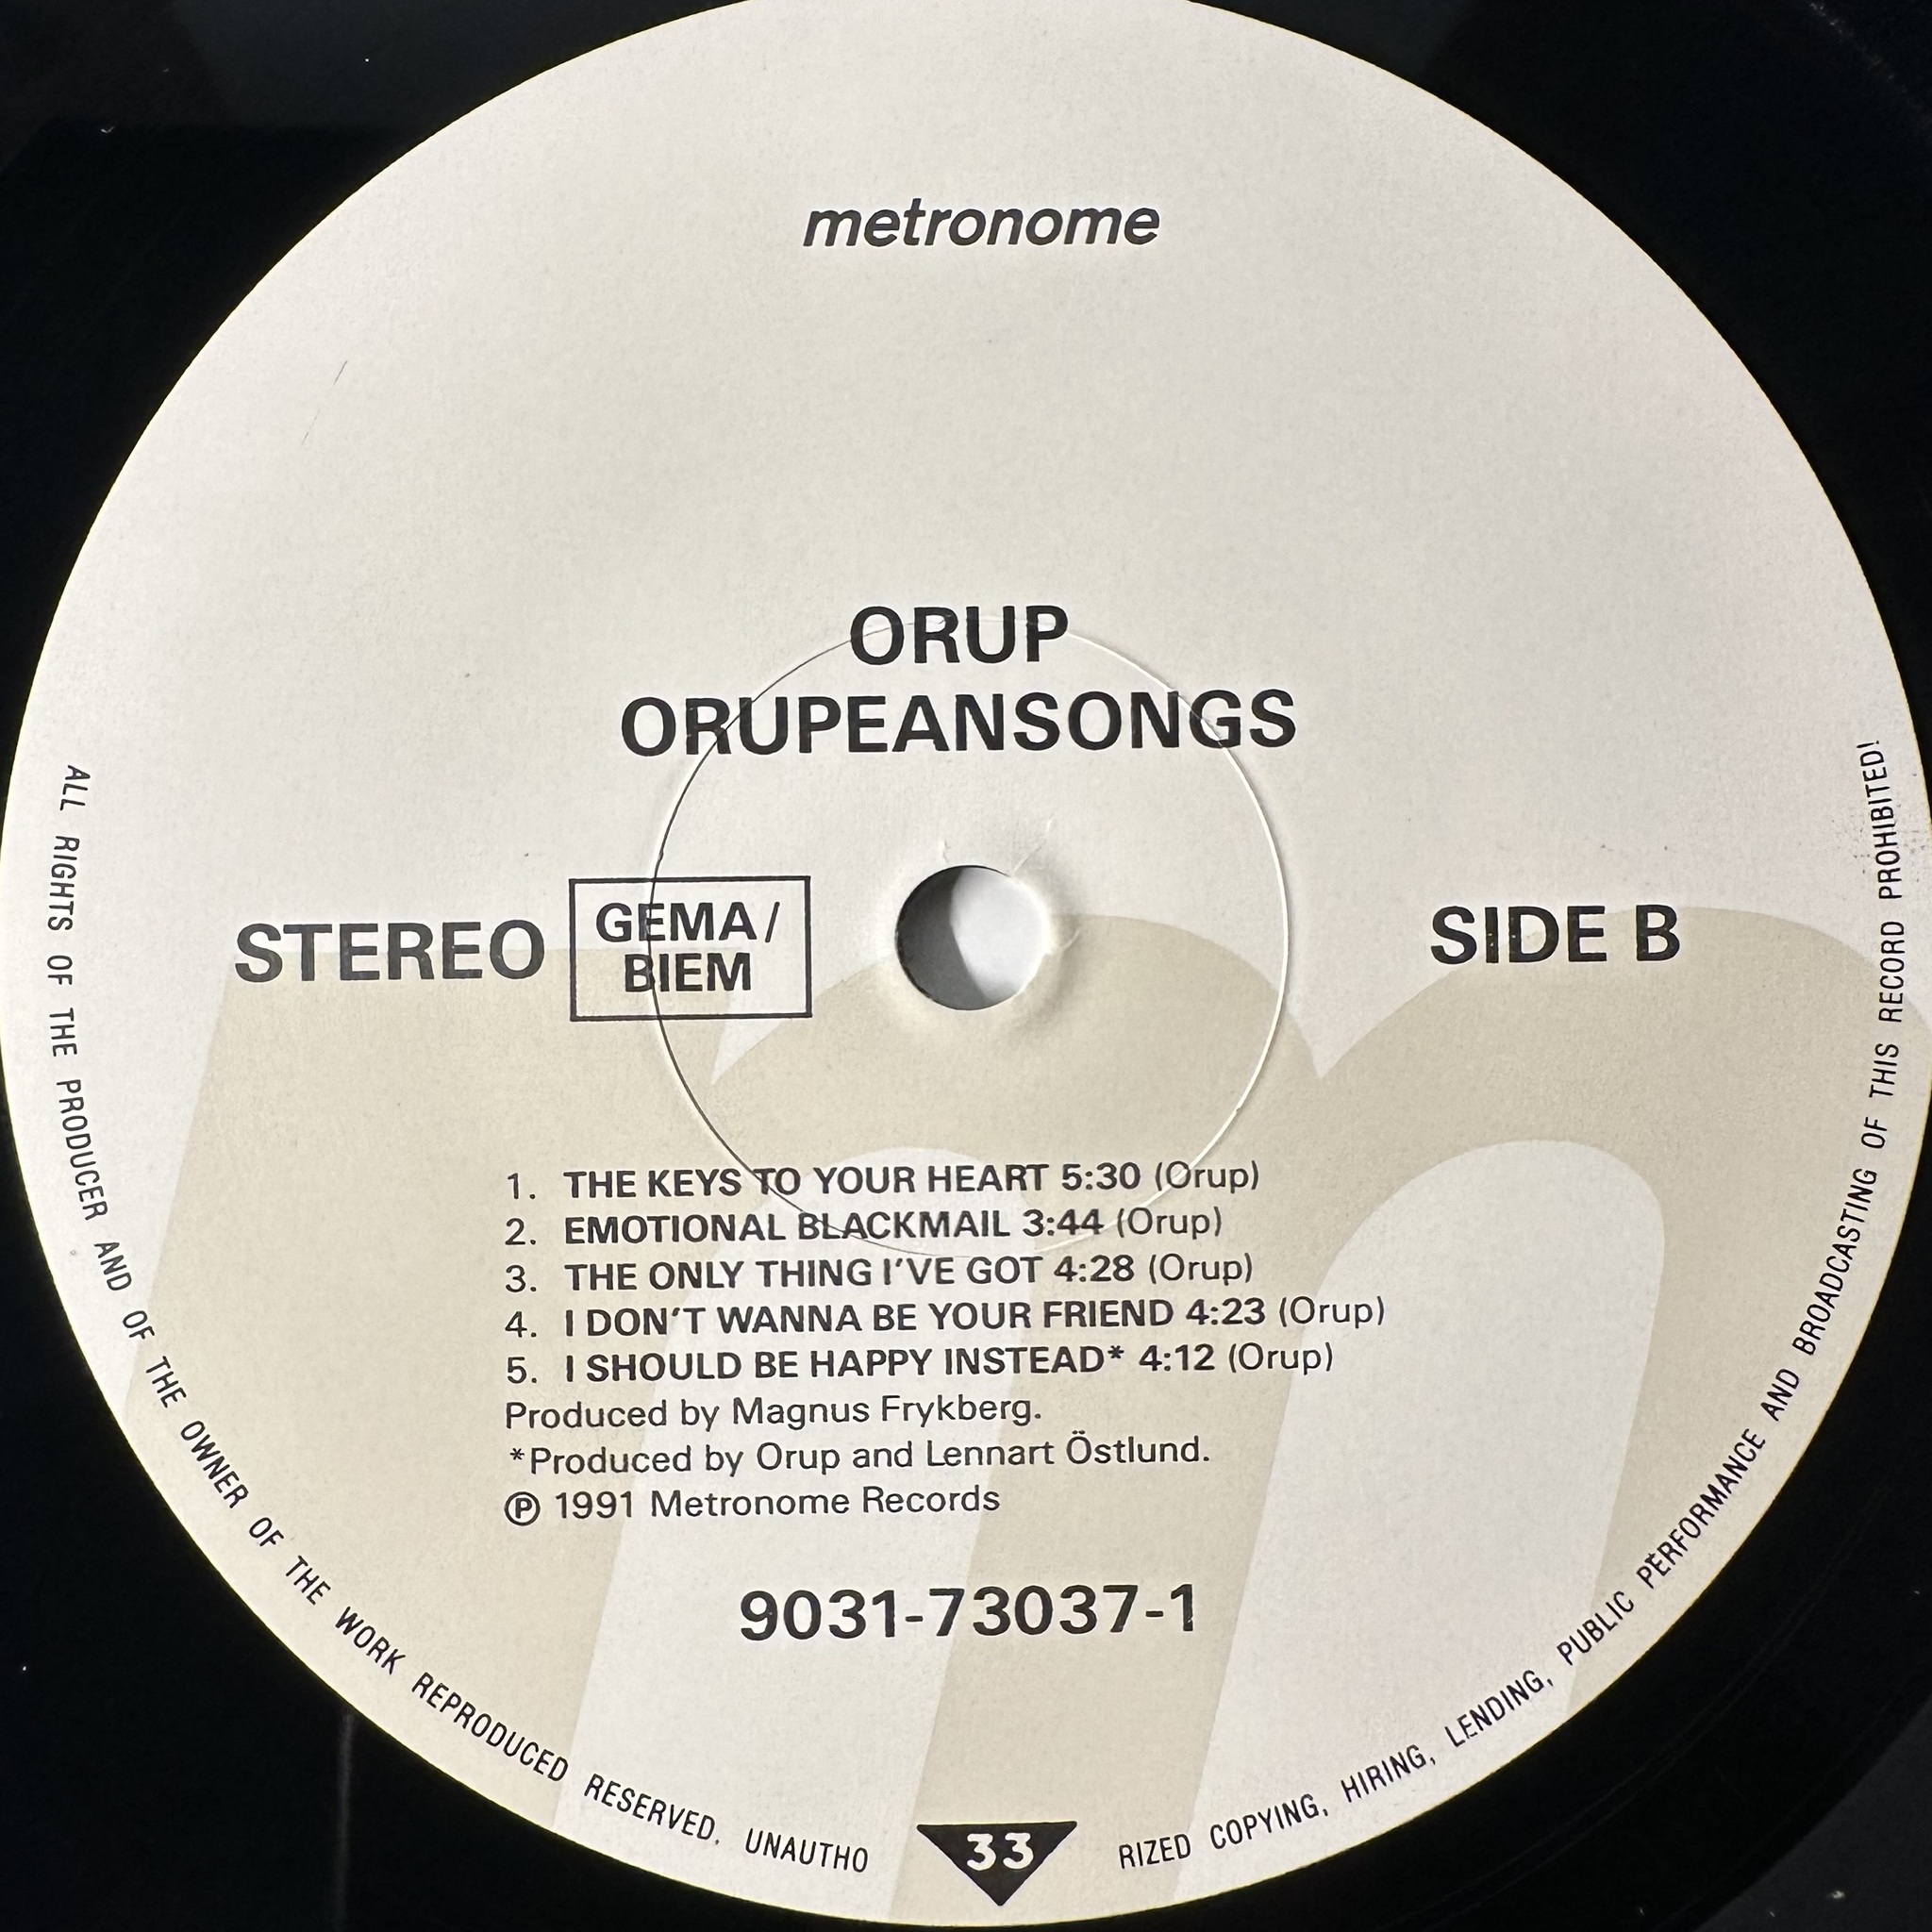 metronome
ORUP
ORUPEANSONGS
STEREO
GEMA/
BIEM
SIDE B
1. THE KEYS TO YOUR HEART 5:30 (Orup)
2. EMOTIONAL BLACKMAIL 3:44 (Orup)
3. THE ONLY THING I'VE GOT 4:28 (Orup)
4. I DON'T WANNA BE YOUR FRIEND 4:23 (Orup)
5. I SHOULD BE HAPPY INSTEAD* 4:12 (Orup)
Produced by Magnus Frykberg.
*Produced by Orup and Lennart Östlund.
℗ 1991 Metronome Records
9031-73037-1
ALL RIGHTS OF THE PRODUCER AND OF THE OWNER OF THE WORK REPRODUCED RESERVED. UNAUTHO
33
RIZED COPYING, HIRING, LENDING, PUBLIC PERFORMANCE AND BROADCASTING OF THIS RECORD PROHIBITED!